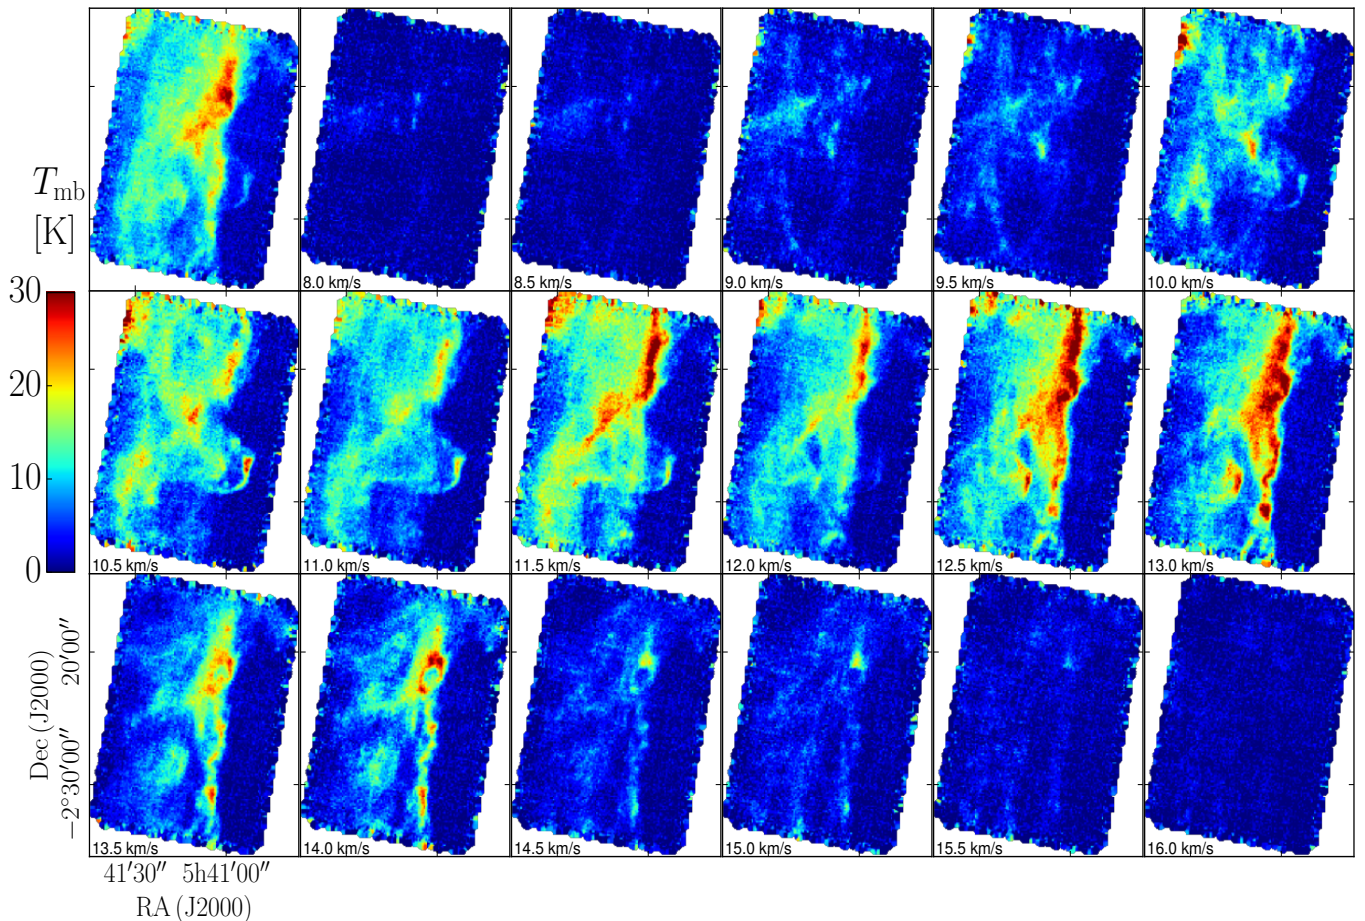 T_mb
[K]
30
20
10
0
8.0 km/s
8.5 km/s
9.0 km/s
9.5 km/s
10.0 km/s
10.5 km/s
11.0 km/s
11.5 km/s
12.0 km/s
12.5 km/s
13.0 km/s
13.5 km/s
14.0 km/s
14.5 km/s
15.0 km/s
15.5 km/s
16.0 km/s
Dec (J2000)
−2°30′00″ 20′00″
41′30″ 5h41′00″
RA (J2000)